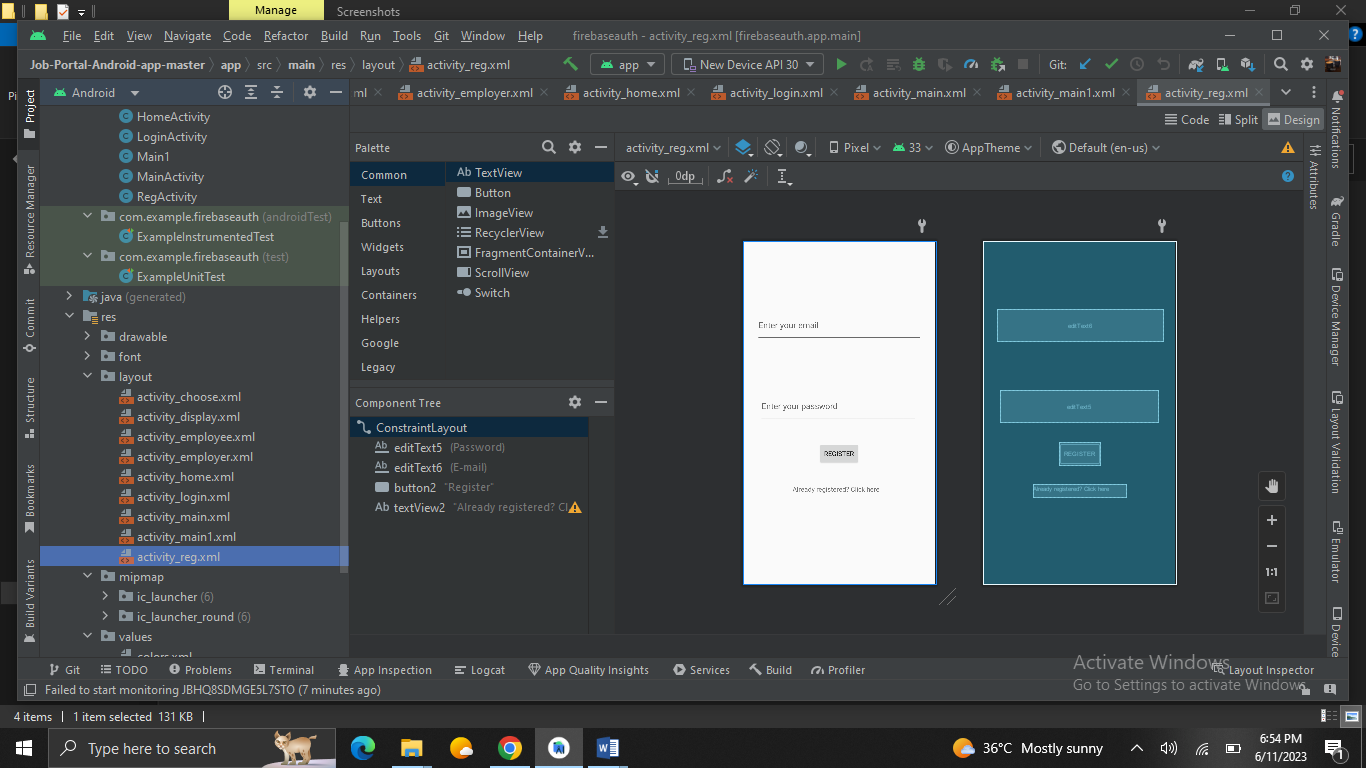 Manage
Screenshots
File Edit View Navigate Code Refactor Build Run Tools Git Window Help firebaseauth - activity_reg.xml [firebaseauth.app.main]
Job-Portal-Android-app-master app src main res layout activity_reg.xml app New Device API 30 Git:
Android ml activity_employer.xml activity_home.xml activity_login.xml activity_main.xml activity_main1.xml activity_reg.xml
Code Split Design
Project
Resource Manager
Commit
Structure
Bookmarks
Build Variants
HomeActivity
LoginActivity
Main1
MainActivity
RegActivity
com.example.firebaseauth (androidTest)
ExampleInstrumentedTest
com.example.firebaseauth (test)
ExampleUnitTest
java (generated)
res
drawable
font
layout
activity_choose.xml
activity_display.xml
activity_employee.xml
activity_employer.xml
activity_home.xml
activity_login.xml
activity_main.xml
activity_main1.xml
activity_reg.xml
mipmap
ic_launcher (6)
ic_launcher_round (6)
values
colors.xml
Palette
Common
Text
Buttons
Widgets
Layouts
Containers
Helpers
Google
Legacy
Ab TextView
Button
ImageView
RecyclerView
FragmentContainerV...
ScrollView
Switch
Component Tree
ConstraintLayout
Ab editText5 (Password)
Ab editText6 (E-mail)
button2 "Register"
Ab textView2 "Already registered? Cl
activity_reg.xml Pixel 33 AppTheme Default (en-us)
0dp
Enter your email
Enter your password
REGISTER
Already registered? Click here
editText6
editText5
REGISTER
Already registered? Click here
1:1
Attributes
Notifications
Gradle
Device Manager
Layout Validation
Emulator
Device
Git TODO Problems Terminal App Inspection Logcat App Quality Insights Services Build Profiler Layout Inspector
Failed to start monitoring JBHQ8SDMGE5L7STO (7 minutes ago)
Activate Windows
Go to Settings to activate Windows.
4 items 1 item selected 131 KB
Type here to search
36°C Mostly sunny
6:54 PM
6/11/2023
1